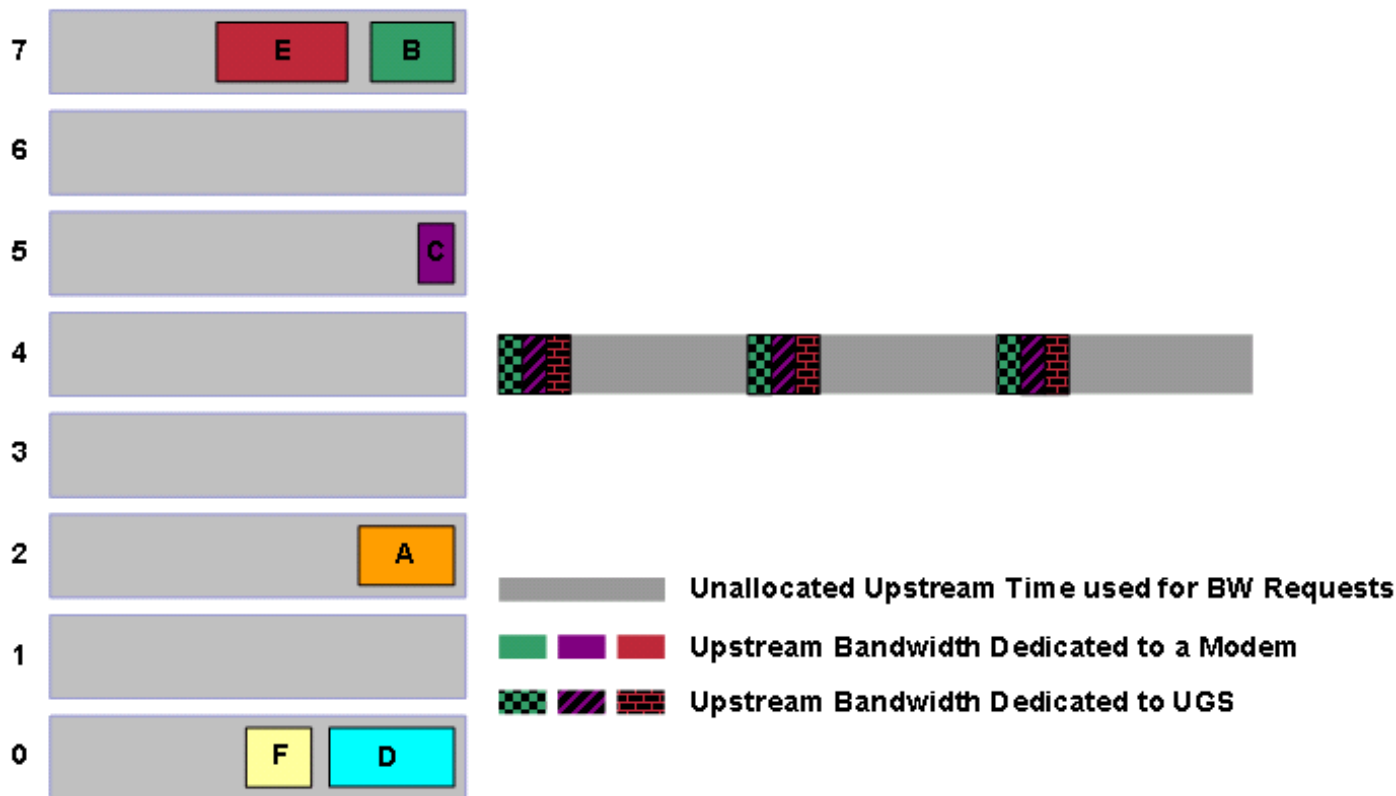 7 E B
6
5 C
4
3
2 A
Unallocated Upstream Time used for BW Requests
1
Upstream Bandwidth Dedicated to a Modem
Upstream Bandwidth Dedicated to UGS
0 F D